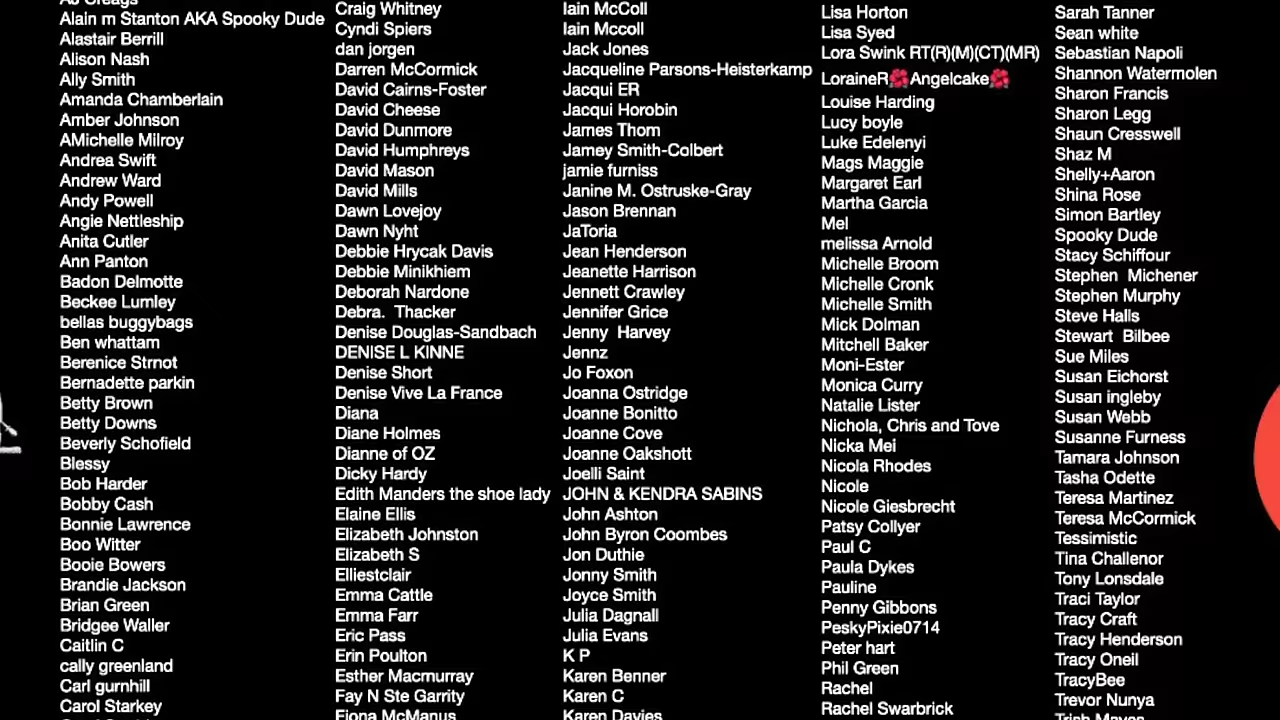 Alain m Stanton AKA Spooky Dude
Alastair Berrill
Alison Nash
Ally Smith
Amanda Chamberlain
Amber Johnson
AMichelle Milroy
Andrea Swift
Andrew Ward
Andy Powell
Angie Nettleship
Anita Cutler
Ann Panton
Badon Delmotte
Beckee Lumley
bellas buggybags
Ben whattam
Berenice Strnot
Bernadette parkin
Betty Brown
Betty Downs
Beverly Schofield
Blessy
Bob Harder
Bobby Cash
Bonnie Lawrence
Boo Witter
Booie Bowers
Brandie Jackson
Brian Green
Bridgee Waller
Caitlin C
cally greenland
Carl gurnhill
Carol Starkey
Craig Whitney
Cyndi Spiers
dan jorgen
Darren McCormick
David Cairns-Foster
David Cheese
David Dunmore
David Humphreys
David Mason
David Mills
Dawn Lovejoy
Dawn Nyht
Debbie Hrycak Davis
Debbie Minikhiem
Deborah Nardone
Debra.  Thacker
Denise Douglas-Sandbach
DENISE L KINNE
Denise Short
Denise Vive La France
Diana
Diane Holmes
Dianne of OZ
Dicky Hardy
Edith Manders the shoe lady
Elaine Ellis
Elizabeth Johnston
Elizabeth S
Elliestclair
Emma Cattle
Emma Farr
Eric Pass
Erin Poulton
Esther Macmurray
Fay N Ste Garrity
Fiona McManus
Iain McColl
Iain Mccoll
Jack Jones
Jacqueline Parsons-Heisterkamp
Jacqui ER
Jacqui Horobin
James Thom
Jamey Smith-Colbert
jamie furniss
Janine M. Ostruske-Gray
Jason Brennan
JaToria
Jean Henderson
Jeanette Harrison
Jennett Crawley
Jennifer Grice
Jenny  Harvey
Jennz
Jo Foxon
Joanna Ostridge
Joanne Bonitto
Joanne Cove
Joanne Oakshott
Joelli Saint
JOHN & KENDRA SABINS
John Ashton
John Byron Coombes
Jon Duthie
Jonny Smith
Joyce Smith
Julia Dagnall
Julia Evans
K P
Karen Benner
Karen C
Karen Davies
Lisa Horton
Lisa Syed
Lora Swink RT(R)(M)(CT)(MR)
LoraineR🌺Angelcake🌺
Louise Harding
Lucy boyle
Luke Edelenyi
Mags Maggie
Margaret Earl
Martha Garcia
Mel
melissa Arnold
Michelle Broom
Michelle Cronk
Michelle Smith
Mick Dolman
Mitchell Baker
Moni-Ester
Monica Curry
Natalie Lister
Nichola, Chris and Tove
Nicka Mei
Nicola Rhodes
Nicole
Nicole Giesbrecht
Patsy Collyer
Paul C
Paula Dykes
Pauline
Penny Gibbons
PeskyPixie0714
Peter hart
Phil Green
Rachel
Rachel Swarbrick
Sarah Tanner
Sean white
Sebastian Napoli
Shannon Watermolen
Sharon Francis
Sharon Legg
Shaun Cresswell
Shaz M
Shelly+Aaron
Shina Rose
Simon Bartley
Spooky Dude
Stacy Schiffour
Stephen  Michener
Stephen Murphy
Steve Halls
Stewart  Bilbee
Sue Miles
Susan Eichorst
Susan ingleby
Susan Webb
Susanne Furness
Tamara Johnson
Tasha Odette
Teresa Martinez
Teresa McCormick
Tessimistic
Tina Challenor
Tony Lonsdale
Traci Taylor
Tracy Craft
Tracy Henderson
Tracy Oneil
TracyBee
Trevor Nunya